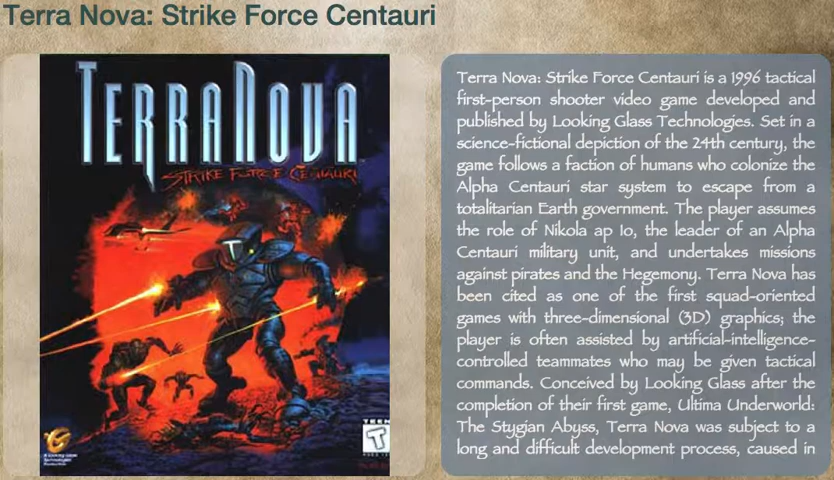 Terra Nova: Strike Force Centauri
TERRA NOVA
STRIKE FORCE CENTAURI
TEEN
T
Terra Nova: Strike Force Centauri is a 1996 tactical
first-person shooter video game developed and
published by Looking Glass Technologies. Set in a
science-fictional depiction of the 24th century, the
game follows a faction of humans who colonize the
Alpha Centauri star system to escape from a
totalitarian Earth government. The player assumes
the role of Nikola ap Io, the leader of an Alpha
Centauri military unit, and undertakes missions
against pirates and the Hegemony. Terra Nova has
been cited as one of the first squad-oriented
games with three-dimensional (3D) graphics; the
player is often assisted by artificial-intelligence-
controlled teammates who may be given tactical
commands. Conceived by Looking Glass after the
completion of their first game, Ultima Underworld:
The Stygian Abyss, Terra Nova was subject to a
long and difficult development process, caused in